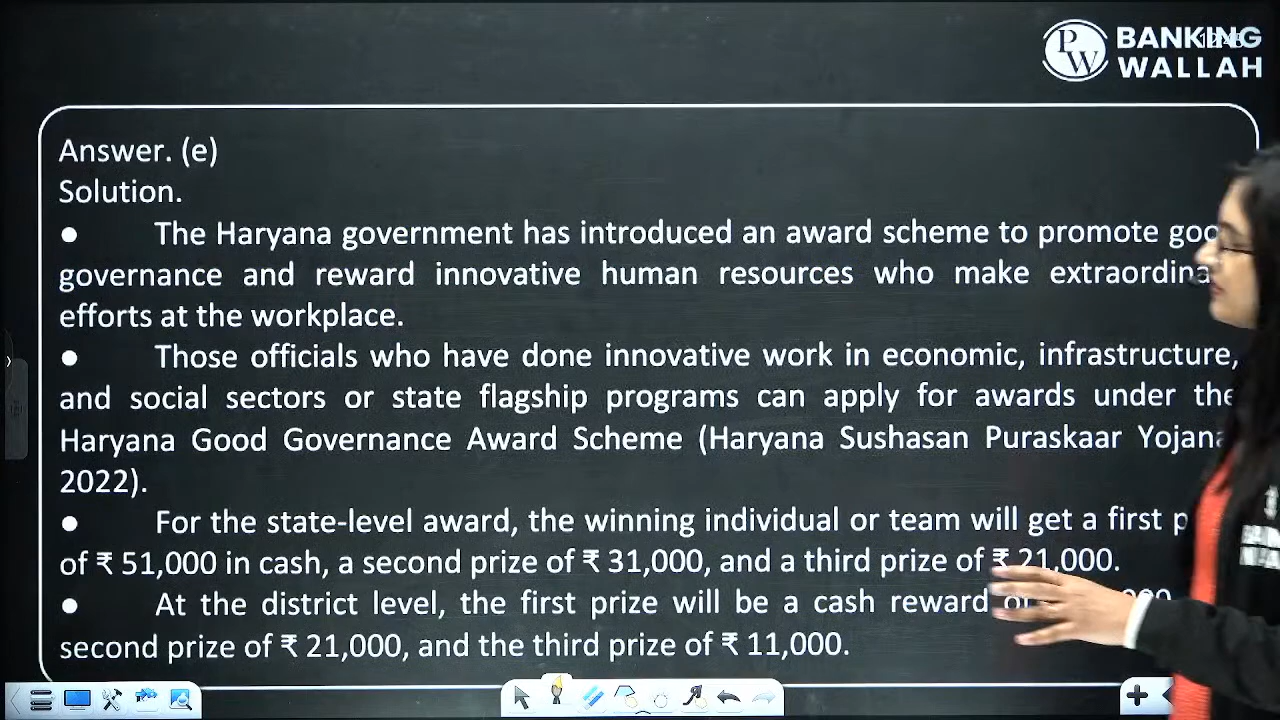 PW BANKING
WALLAH
Answer. (e)
Solution.
● The Haryana government has introduced an award scheme to promote
governance and reward innovative human resources who make
efforts at the workplace.
● Those officials who have done innovative work in economic, infrastructure,
and social sectors or state flagship programs can apply for awards under the
Haryana Good Governance Award Scheme (Haryana Sushasan Puraskaar Yojana
2022).
● For the state-level award, the winning individual or team will get a first
of ₹ 51,000 in cash, a second prize of ₹ 31,000, and a third prize of ₹ 21,000.
● At the district level, the first prize will be a cash reward of
second prize of ₹ 21,000, and the third prize of ₹ 11,000.